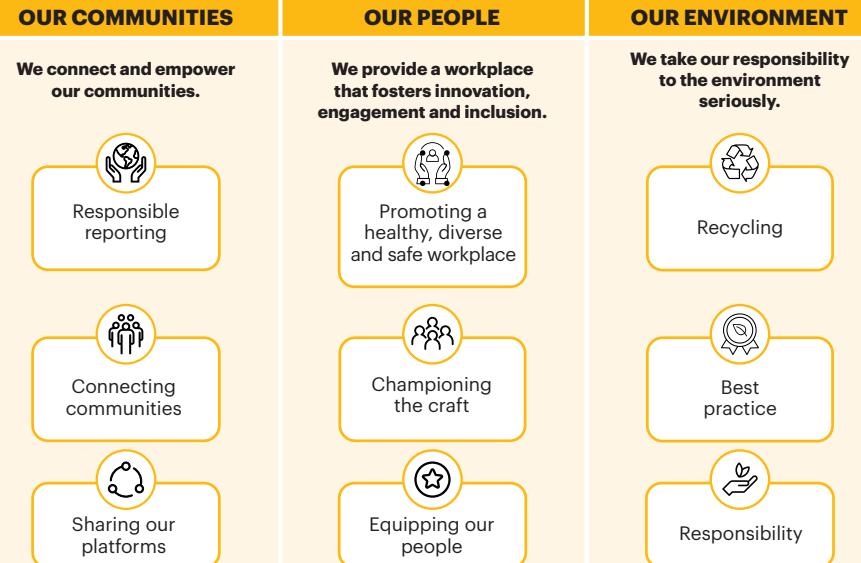 OUR COMMUNITIES
We connect and empower
our communities.
Responsible
reporting
Connecting
communities
Sharing our
platforms
OUR PEOPLE
We provide a workplace
that fosters innovation,
engagement and inclusion.
Promoting a
healthy, diverse
and safe workplace
Championing
the craft
Equipping our
people
OUR ENVIRONMENT
We take our responsibility
to the environment
seriously.
Recycling
Best
practice
Responsibility